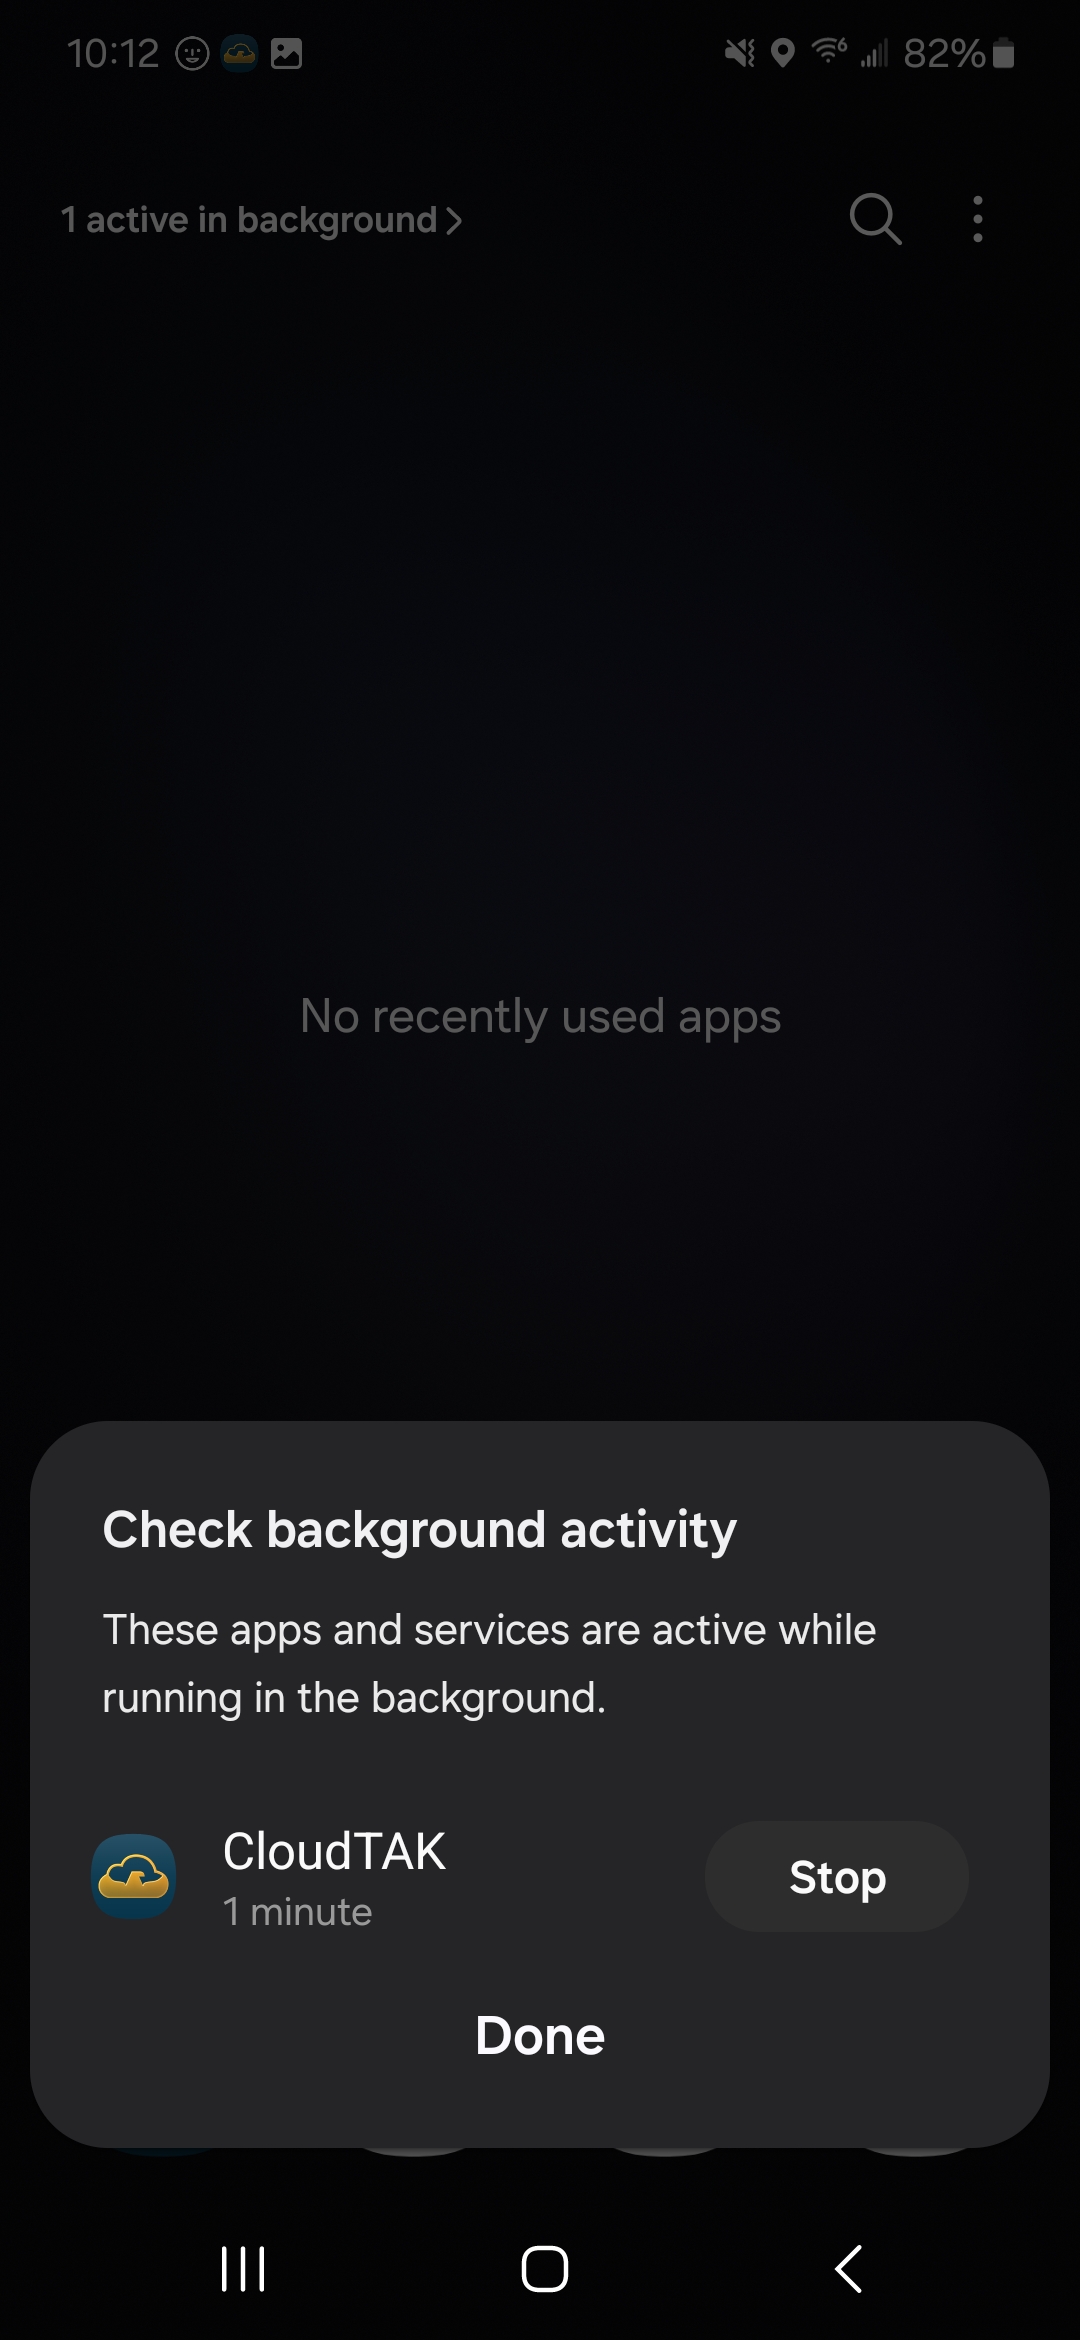 10:12
82%
1 active in background
No recently used apps
Check background activity
These apps and services are active while
running in the background.
CloudTAK
1 minute
Stop
Done